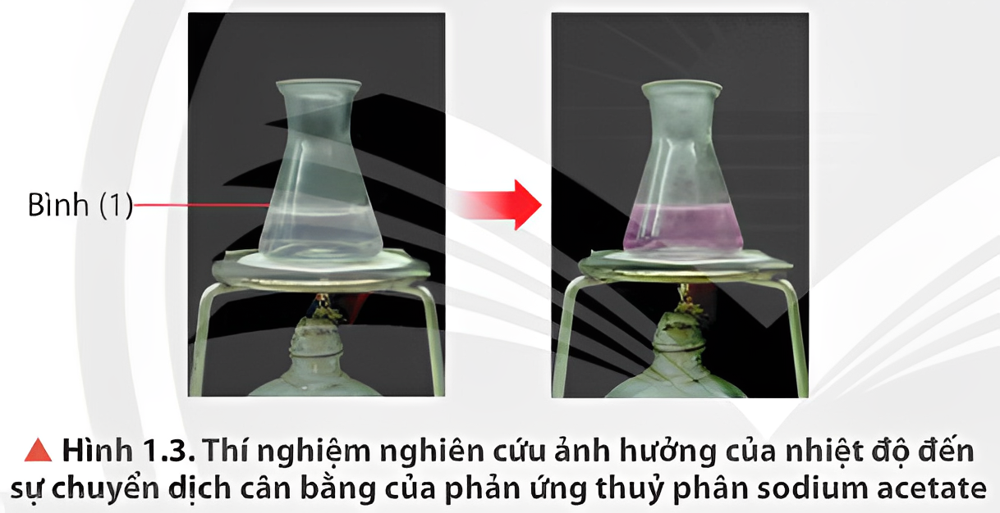 Bình (1)
▲ Hình 1.3. Thí nghiệm nghiên cứu ảnh hưởng của nhiệt độ đến
sự chuyển dịch cân bằng của phản ứng thuỷ phân sodium acetate